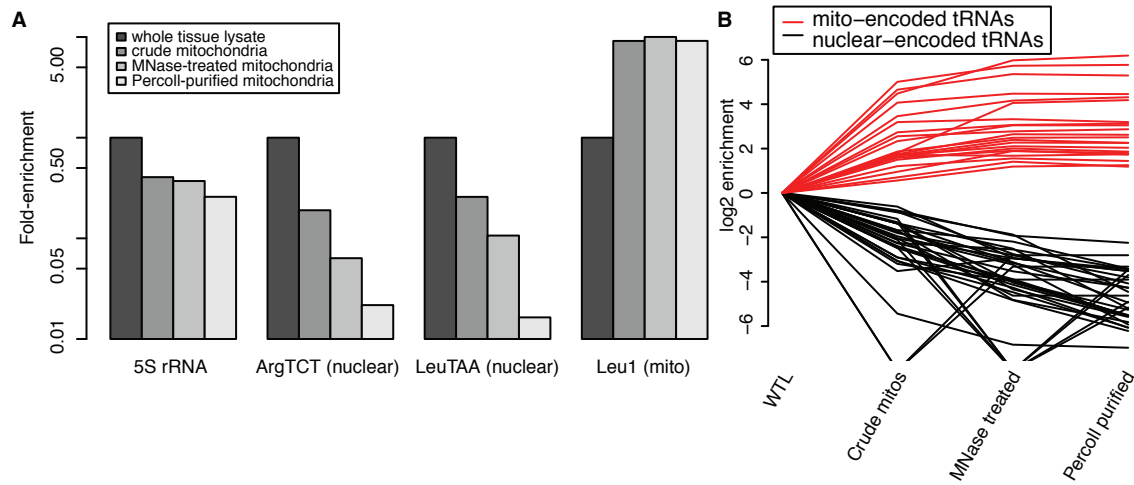 A
whole tissue lysate
crude mitochondria
MNase-treated mitochondria
Percoll-purified mitochondria
Fold-enrichment
5.00
0.50
0.05
0.01
5S rRNA
ArgTCT (nuclear)
LeuTAA (nuclear)
Leu1 (mito)
B
mito−encoded tRNAs
nuclear−encoded tRNAs
log2 enrichment
6
4
2
0
−2
−4
−6
WTL
Crude mitos
MNase treated
Percoll purified